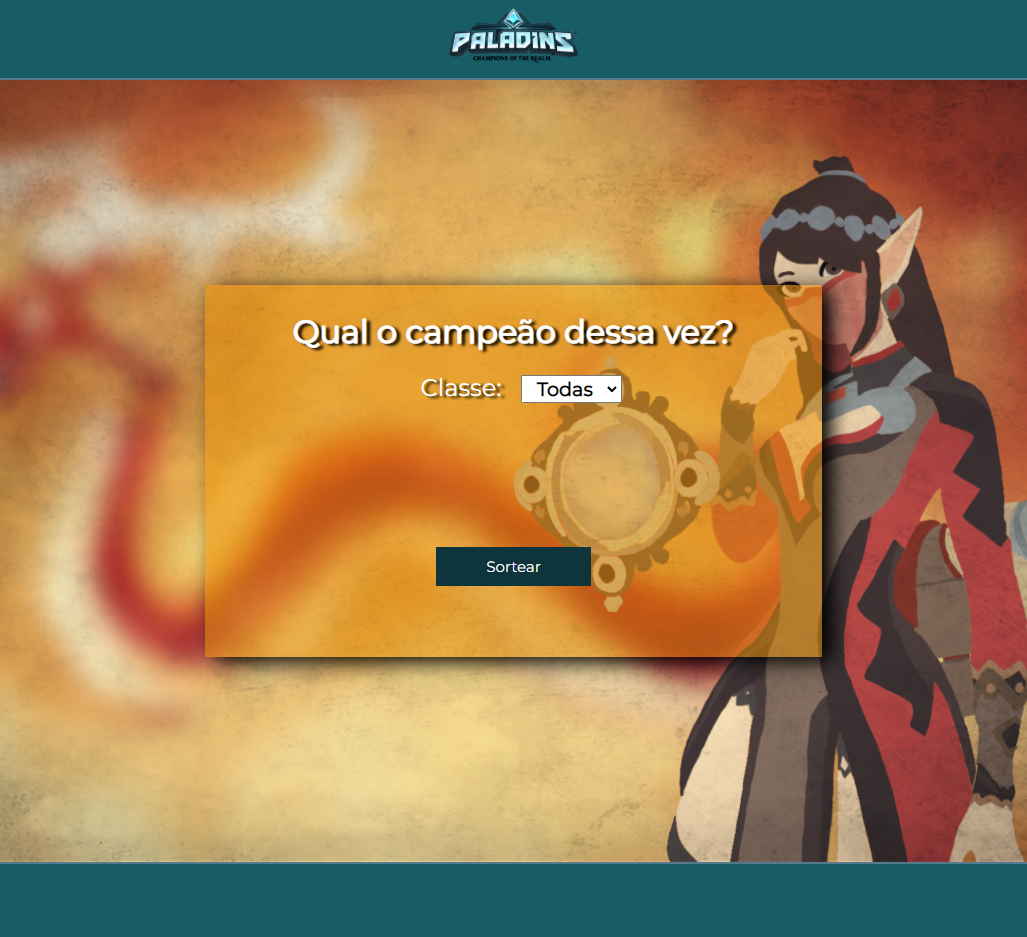 PALADINS
CHAMPIONS OF THE REALM
Qual o campeão dessa vez?
Classe: Todas
Sortear